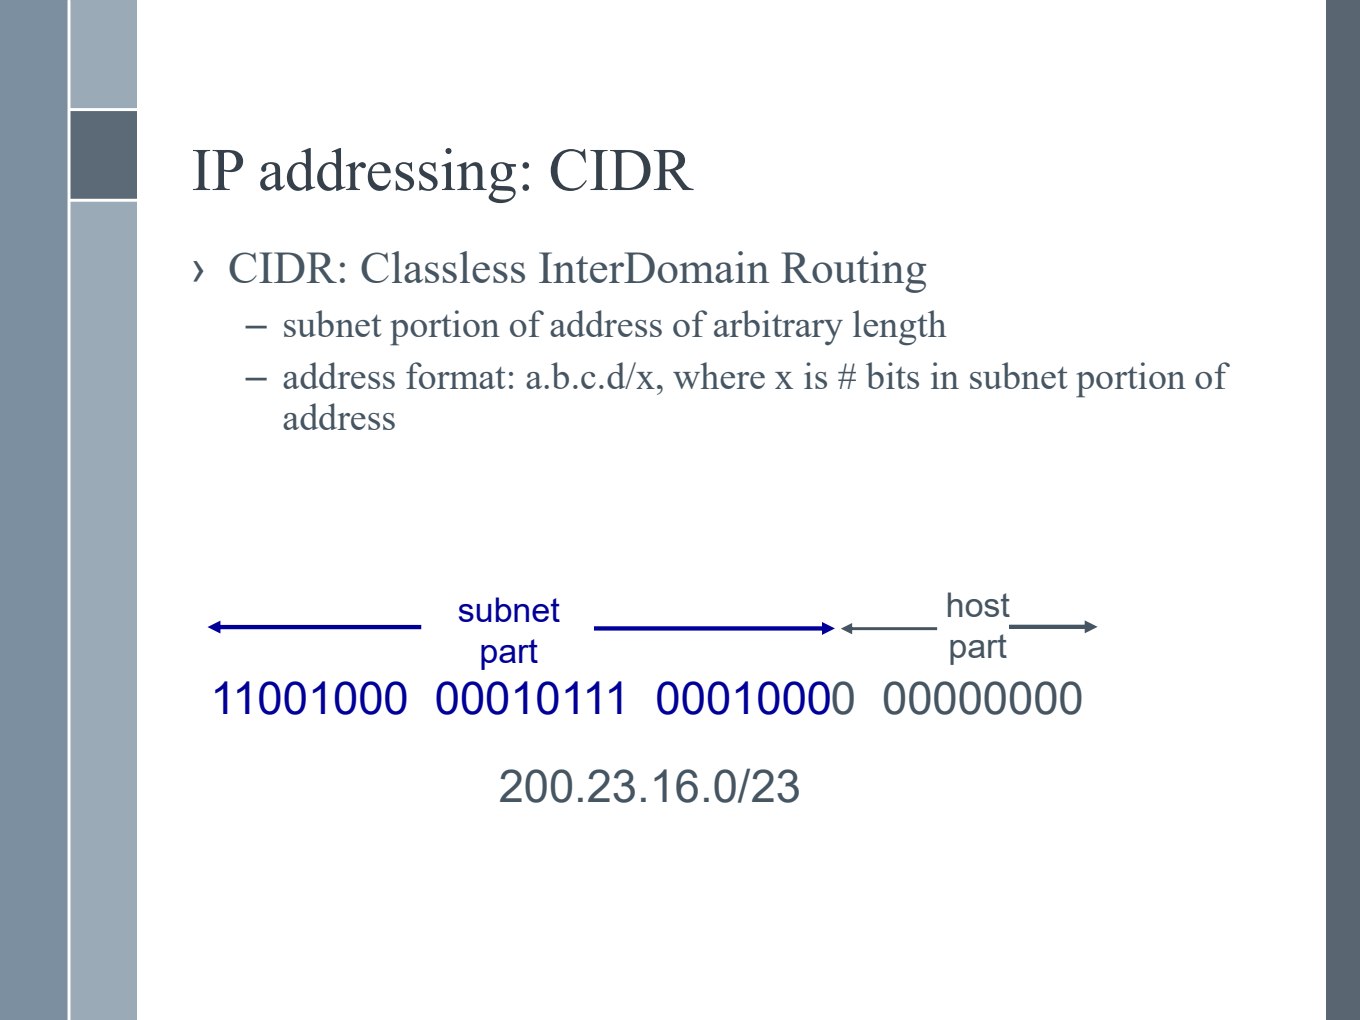 IP addressing: CIDR
› CIDR: Classless InterDomain Routing
– subnet portion of address of arbitrary length
– address format: a.b.c.d/x, where x is # bits in subnet portion of
address
subnet
part
host
part
11001000 00010111 00010000 00000000
200.23.16.0/23